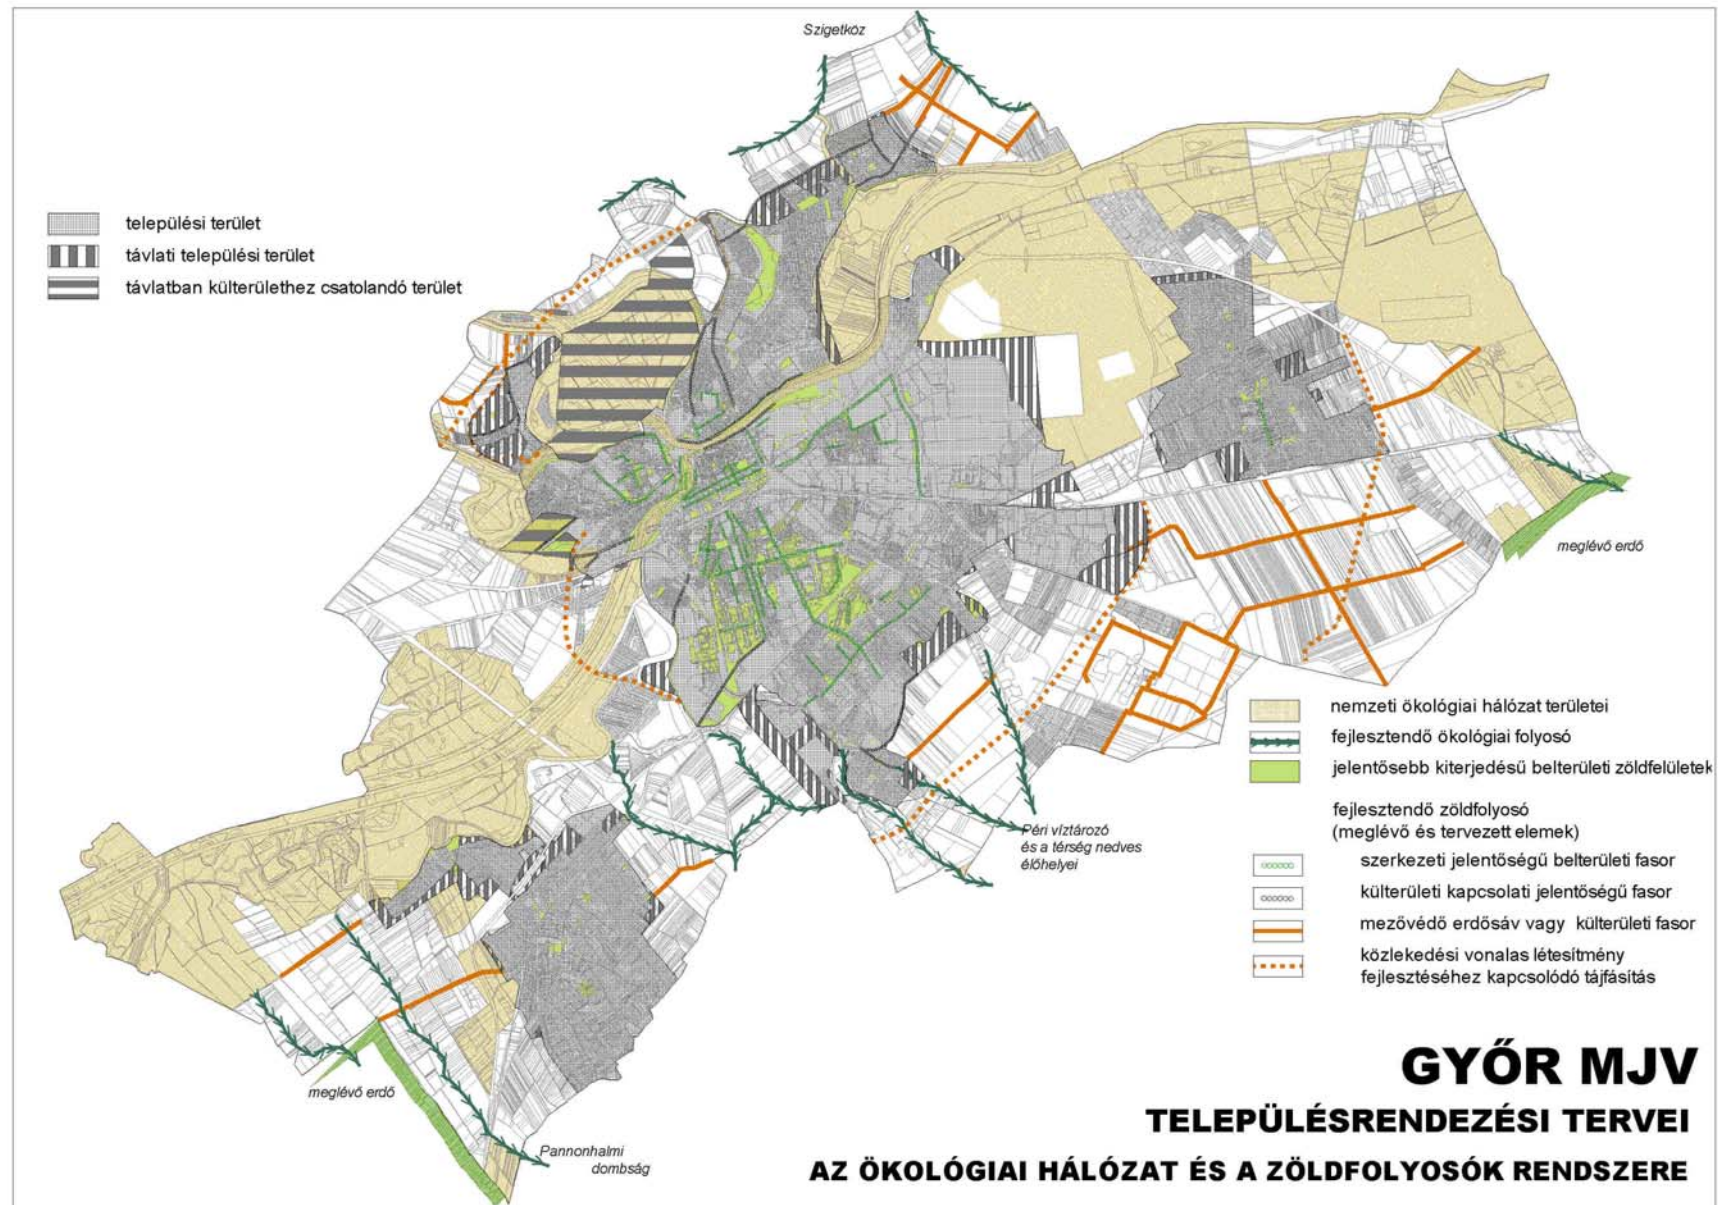 Szigetköz
települési terület
távlati települési terület
távlatban külterülethez csatolandó terület
meglévő erdő
nemzeti ökológiai hálózat területei
fejlesztendő ökológiai folyosó
jelentősebb kiterjedésű belterületi zöldfelületek
fejlesztendő zöldfolyosó
(meglévő és tervezett elemek)
szerkezeti jelentőségű belterületi fasor
külterületi kapcsolati jelentőségű fasor
mezővédő erdősáv vagy külterületi fasor
közlekedési vonalas létesítmény
fejlesztéséhez kapcsolódó tájfásítás
Péri víztározó
és a térség nedves
élőhelyei
meglévő erdő
Pannonhalmi
dombság
GYŐR MJV
TELEPÜLÉSRENDEZÉSI TERVEI
AZ ÖKOLÓGIAI HÁLÓZAT ÉS A ZÖLDFOLYOSÓK RENDSZERE